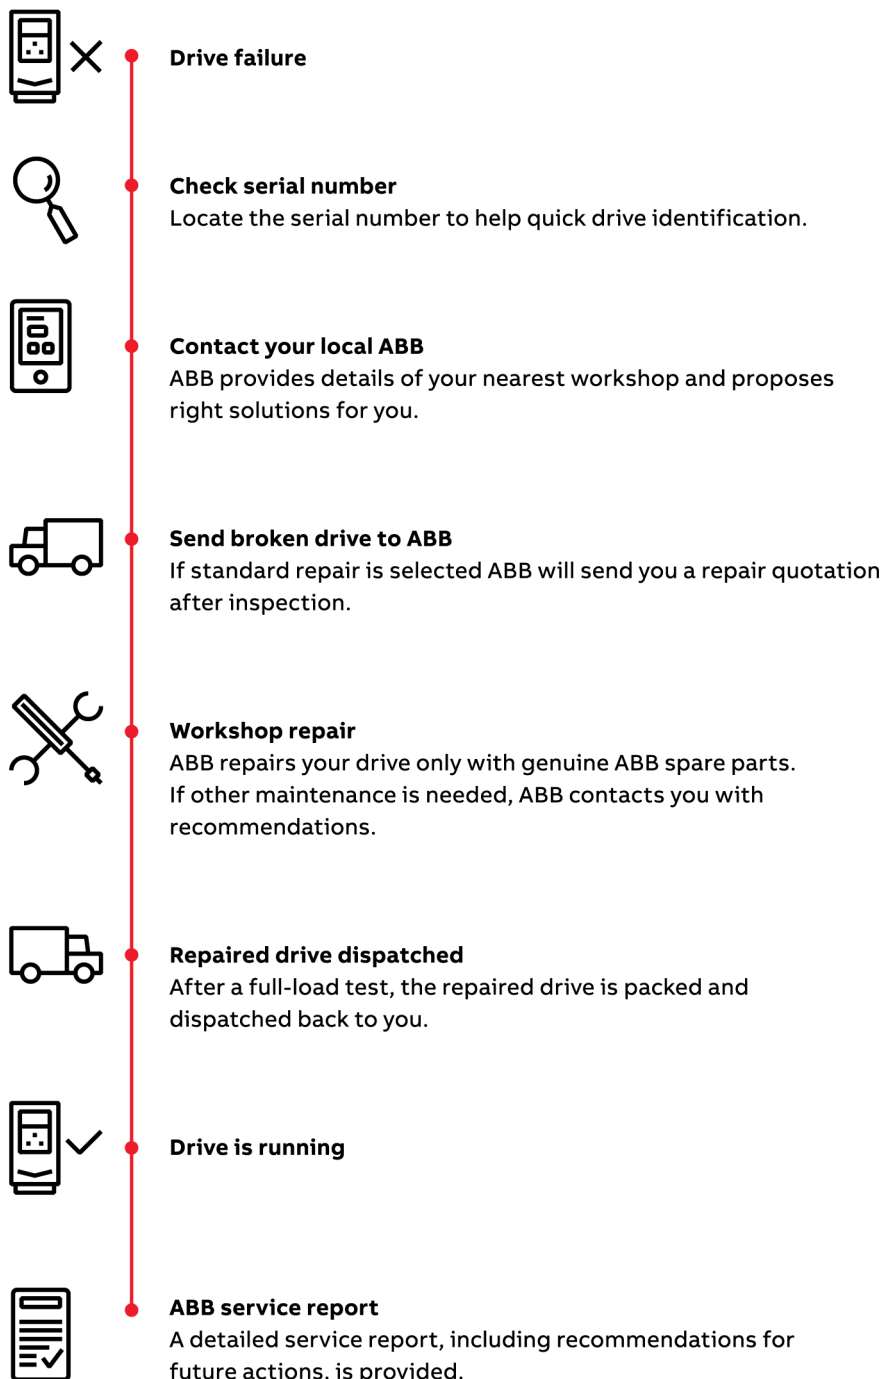 Drive failure
Check serial number
Locate the serial number to help quick drive identification.
Contact your local ABB
ABB provides details of your nearest workshop and proposes
right solutions for you.
Send broken drive to ABB
If standard repair is selected ABB will send you a repair quotation
after inspection.
Workshop repair
ABB repairs your drive only with genuine ABB spare parts.
If other maintenance is needed, ABB contacts you with
recommendations.
Repaired drive dispatched
After a full-load test, the repaired drive is packed and
dispatched back to you.
Drive is running
ABB service report
A detailed service report, including recommendations for
future actions, is provided.